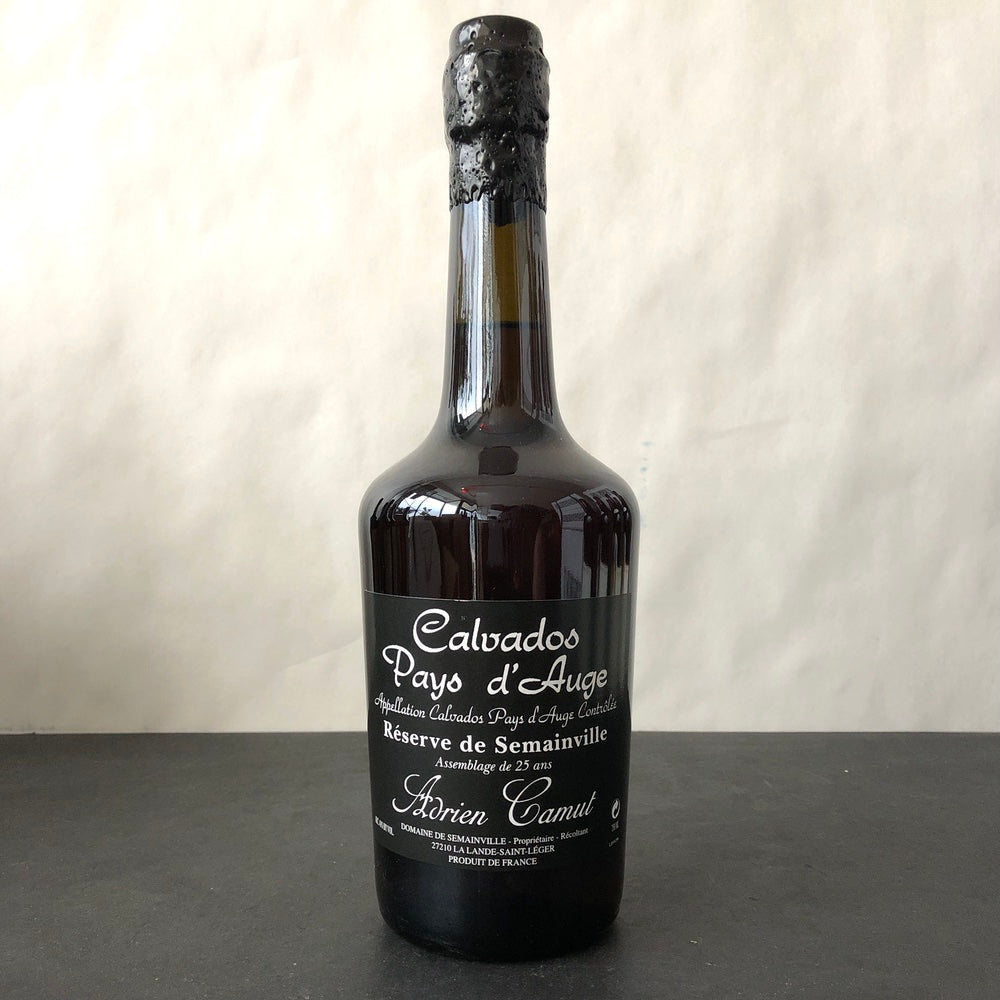 Calvados
Pays d'Auge
Appellation Calvados Pays d'Auge Contrôlée
Réserve de Semainville
Assemblage de 25 ans
Adrien Camut
DOMAINE DE SEMAINVILLE - Propriétaire - Récoltant
27210 LA LANDE-SAINT-LÉGER
PRODUIT DE FRANCE